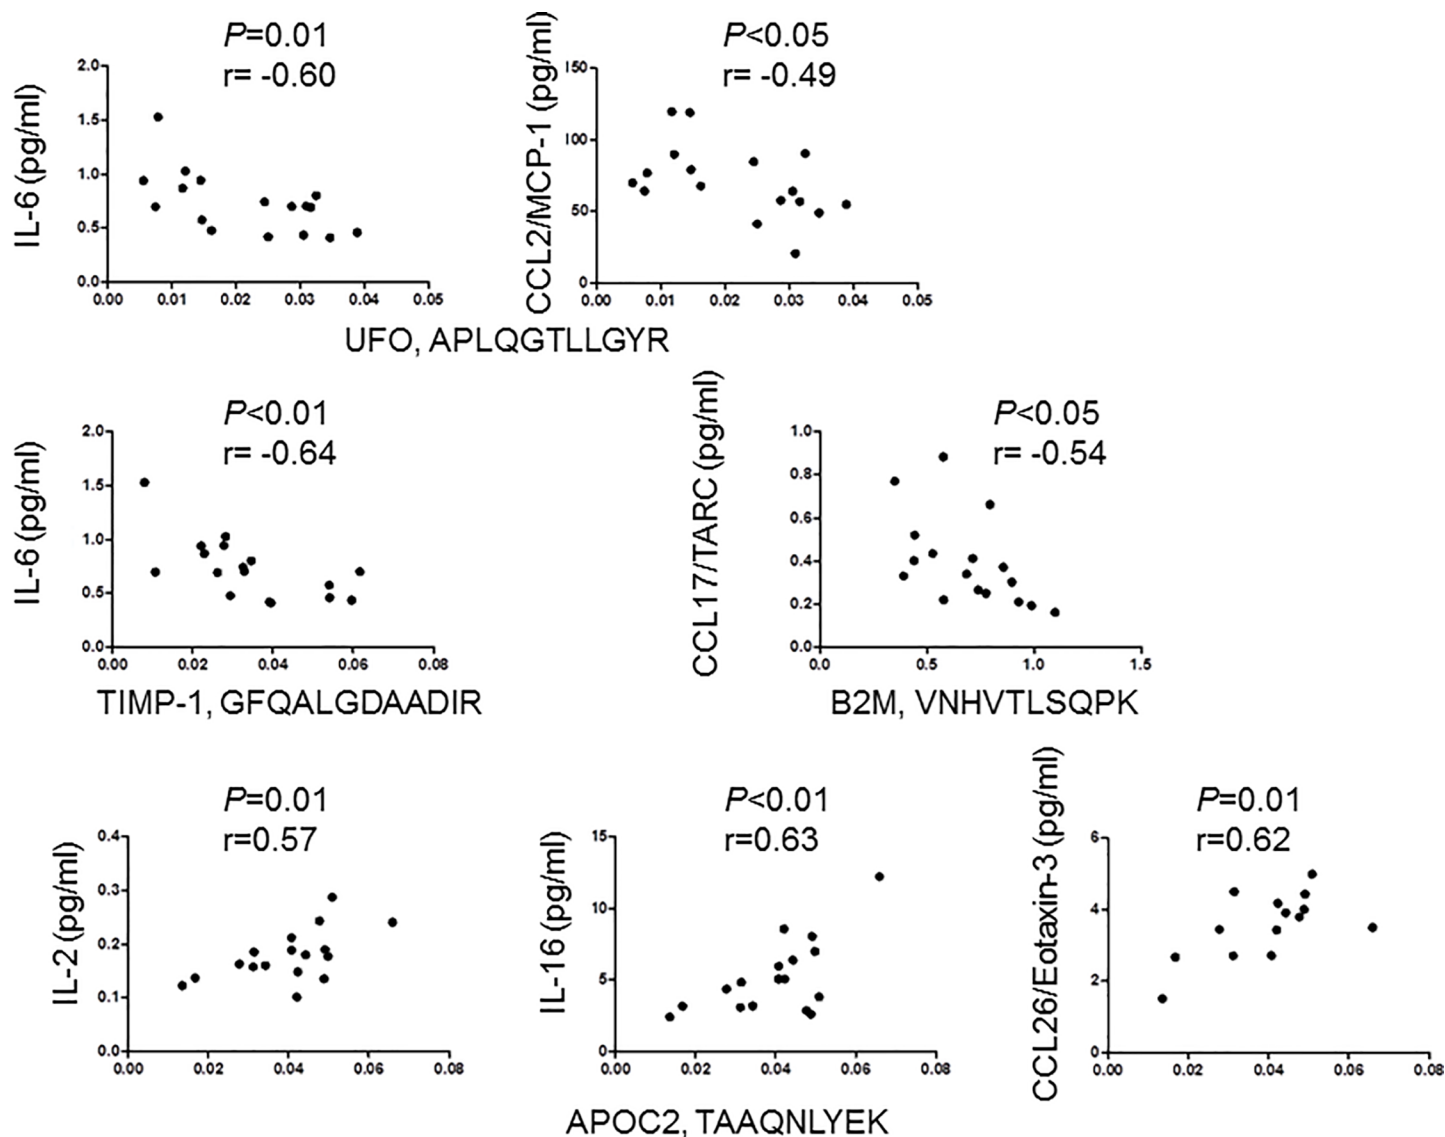 P=0.01
r= -0.60
IL-6 (pg/ml)
2.0
1.5
1.0
0.5
0.0
0.00 0.01 0.02 0.03 0.04 0.05
P<0.05
r= -0.49
CCL2/MCP-1 (pg/ml)
150
100
50
0
0.00 0.01 0.02 0.03 0.04 0.05
UFO, APLQGTLLGYR
P<0.01
r= -0.64
IL-6 (pg/ml)
2.0
1.5
1.0
0.5
0.0
0.00 0.02 0.04 0.06 0.08
TIMP-1, GFQALGDAADIR
P<0.05
r= -0.54
CCL17/TARC (pg/ml)
1.0
0.8
0.6
0.4
0.2
0.0
0.0 0.5 1.0 1.5
B2M, VNHVTLSQPK
P=0.01
r=0.57
IL-2 (pg/ml)
0.4
0.3
0.2
0.1
0.0
0.00 0.02 0.04 0.06 0.08
P<0.01
r=0.63
IL-16 (pg/ml)
15
10
5
0
0.00 0.02 0.04 0.06 0.08
P=0.01
r=0.62
CCL26/Eotaxin-3 (pg/ml)
6
4
2
0
0.00 0.02 0.04 0.06 0.08
APOC2, TAAQNLYEK